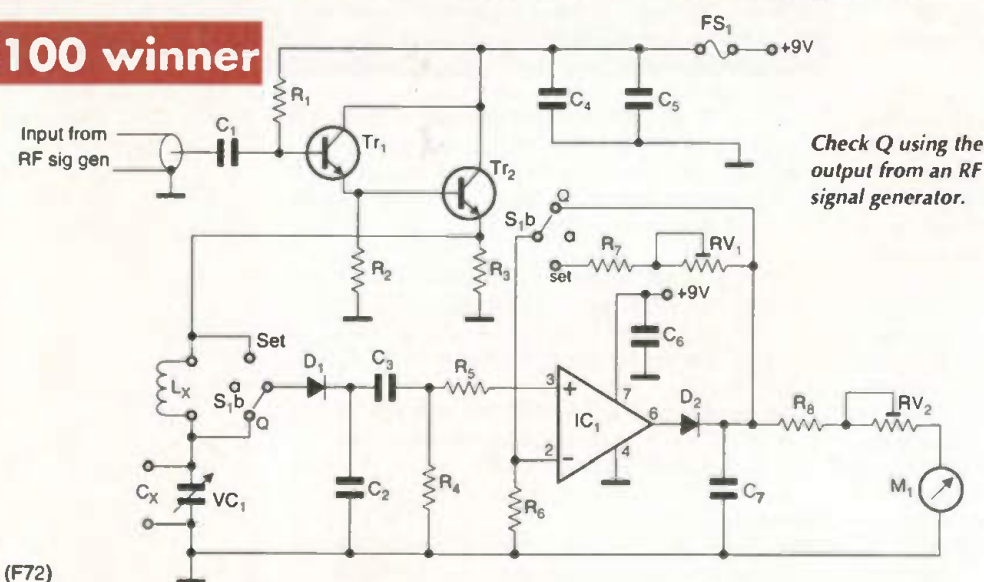 100 winner
FS₁
+9V
R₁
C₄
C₅
Input from
RF sig gen
C₁
Tr₁
Check Q using the
output from an RF
signal generator.
Tr₂
S₁b
Q
a
R₇
RV₁
R₂
R₃
set
+9V
Set
C₆
D₁
C₃
R₅
Lₓ
a
S₁b
Q
3
+
7
IC₁
6
D₂
R₈
RV₂
2
−
4
Cₓ
VC₁
C₂
R₄
R₆
C₇
M₁
(F72)